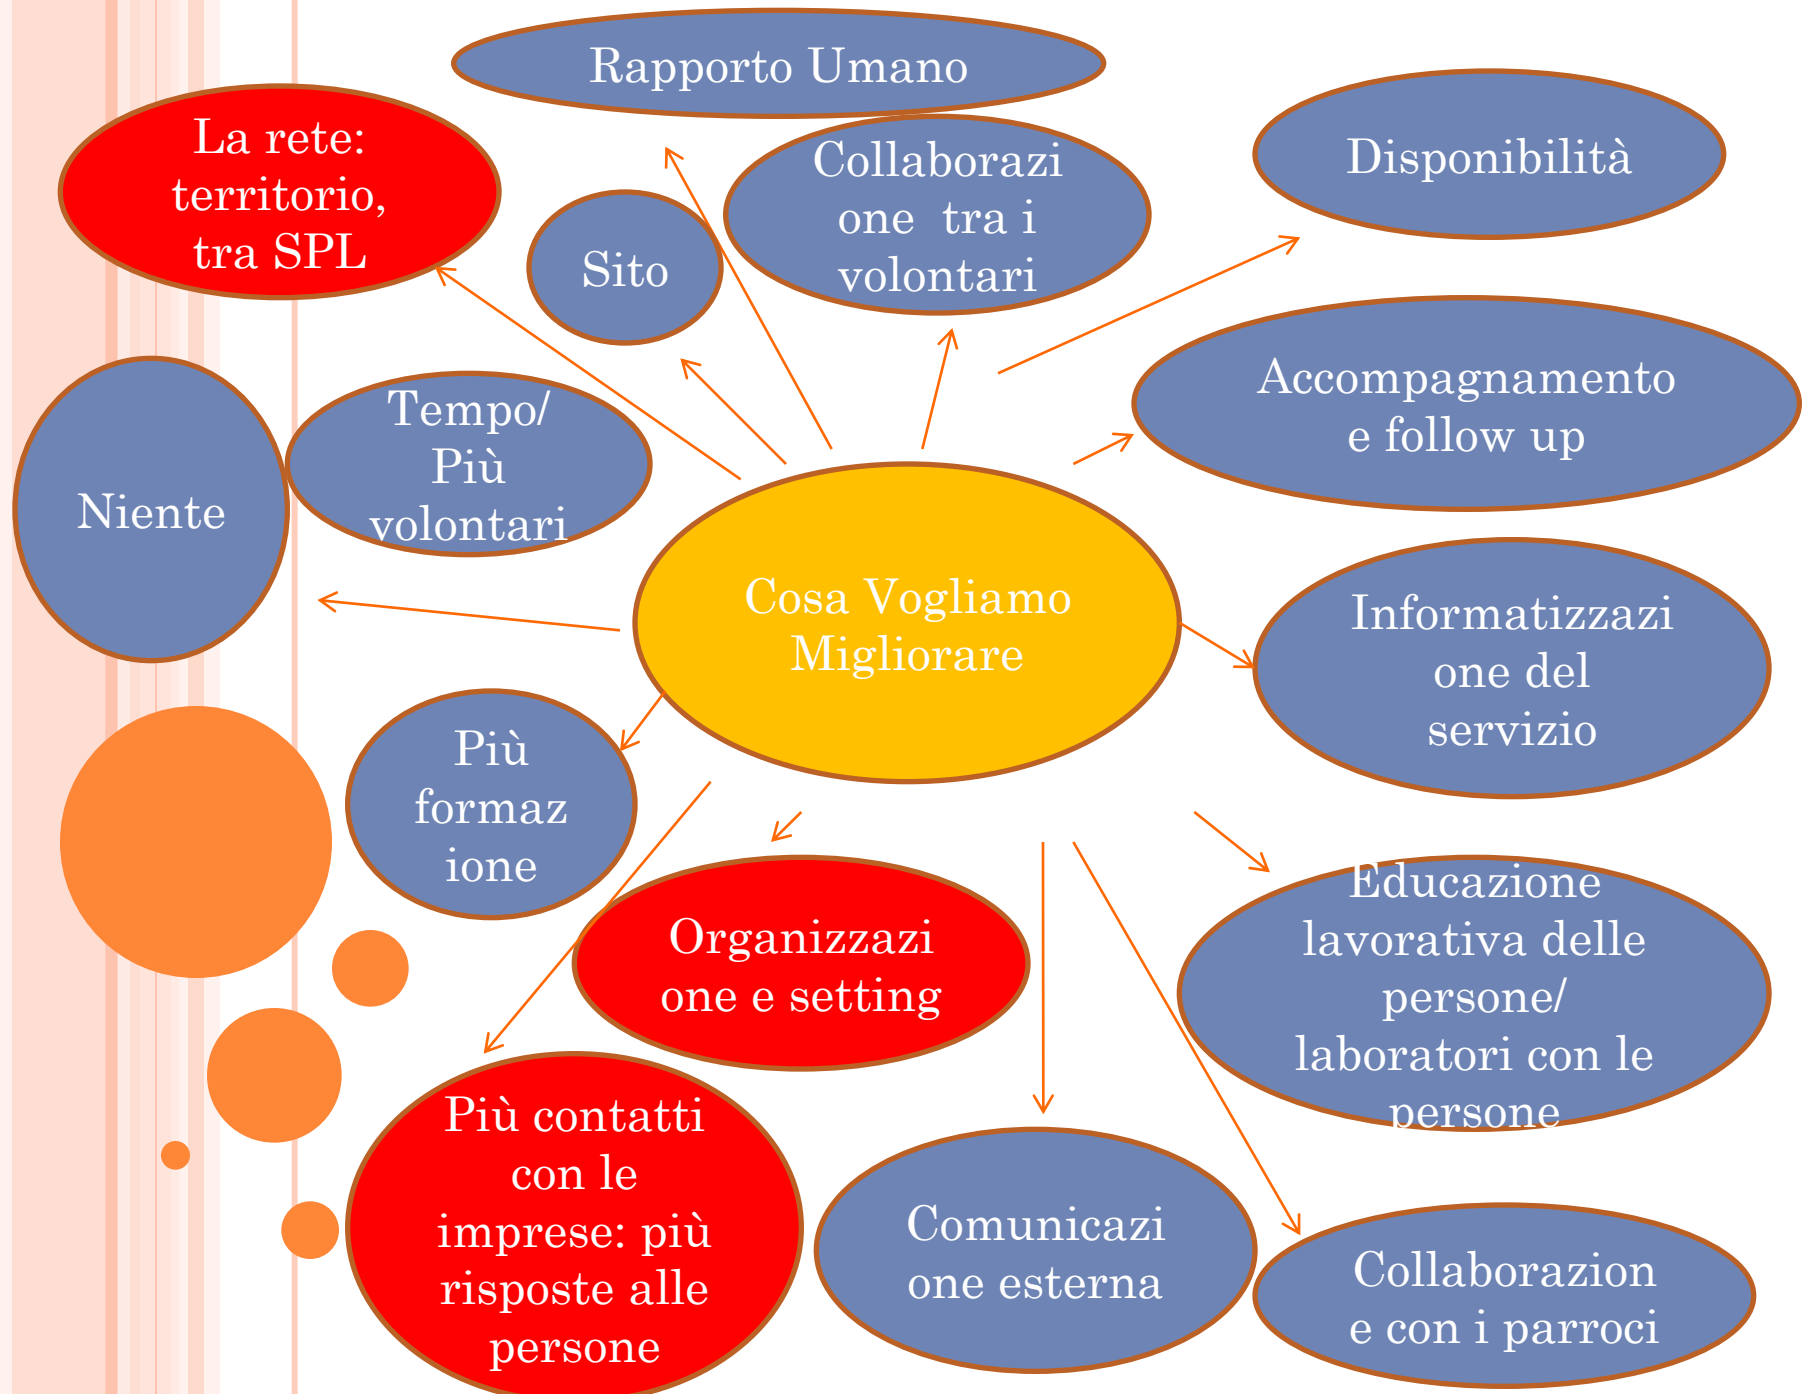 Rapporto Umano
La rete:
territorio,
tra SPL
Collaborazi
one tra i
volontari
Disponibilità
Sito
Accompagnamento
e follow up
Tempo/
Più
volontari
Niente
Cosa Vogliamo
Migliorare
Informatizzazi
one del
servizio
Più
formaz
ione
Organizzazi
one e setting
Educazione
lavorativa delle
persone/
laboratori con le
persone
Più contatti
con le
imprese: più
risposte alle
persone
Comunicazi
one esterna
Collaborazion
e con i parroci